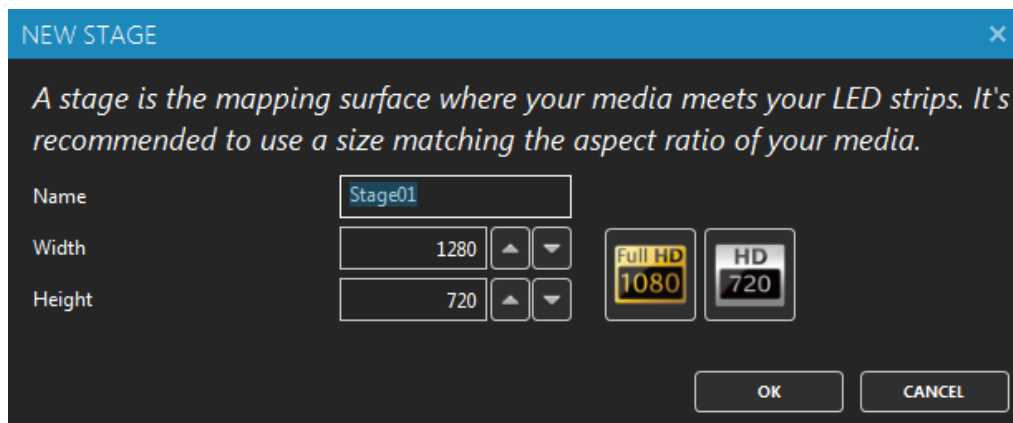 NEW STAGE
A stage is the mapping surface where your media meets your LED strips. It's
recommended to use a size matching the aspect ratio of your media.
Name
Stage01
Width
1280
Full HD
1080
HD
720
Height
720
OK
CANCEL